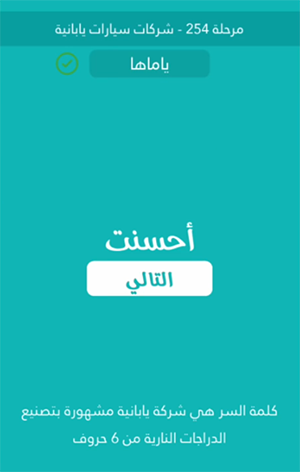 مرحلة 254 - شركات سيارات يابانية
ياماها
أحسنت
التالي
كلمة السر هي شركة يابانية مشهورة بتصنيع
الدراجات النارية من 6 حروف